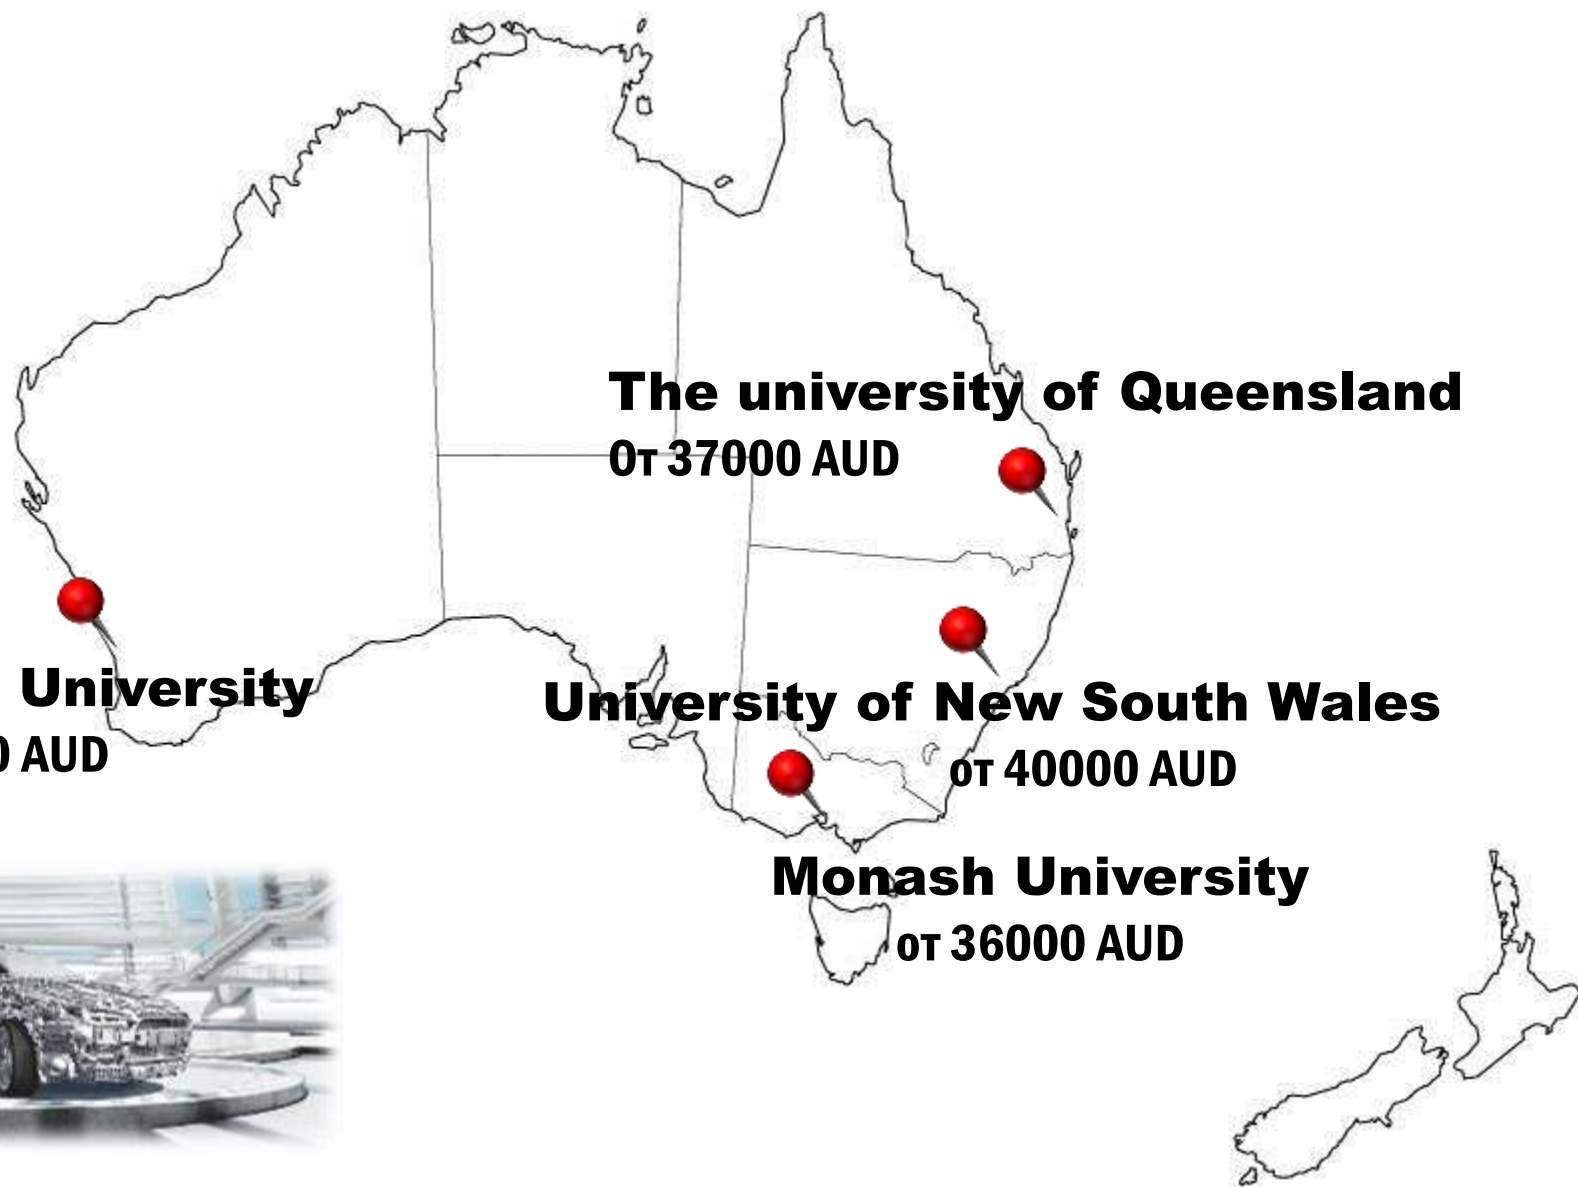 The university of Queensland
От 37000 AUD
University
0 AUD
University of New South Wales
от 40000 AUD
Monash University
от 36000 AUD